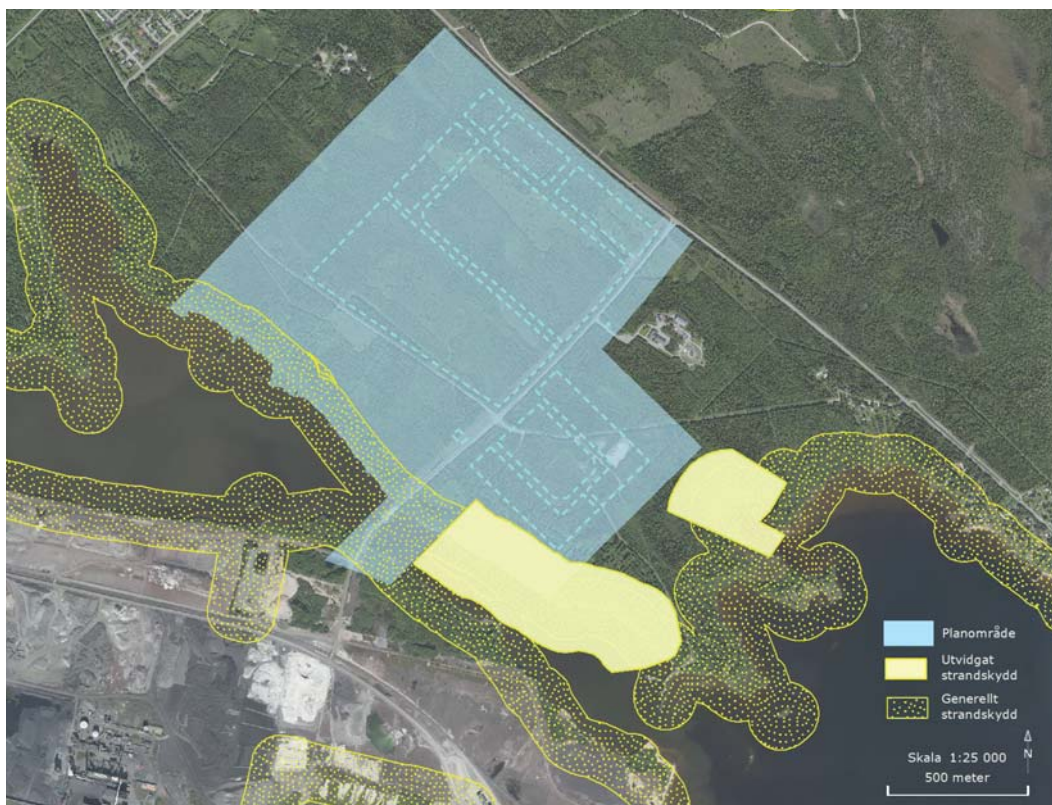 Planområde
Utvidgat
strandskydd
Generellt
strandskydd
N
Skala 1:25 000
500 meter